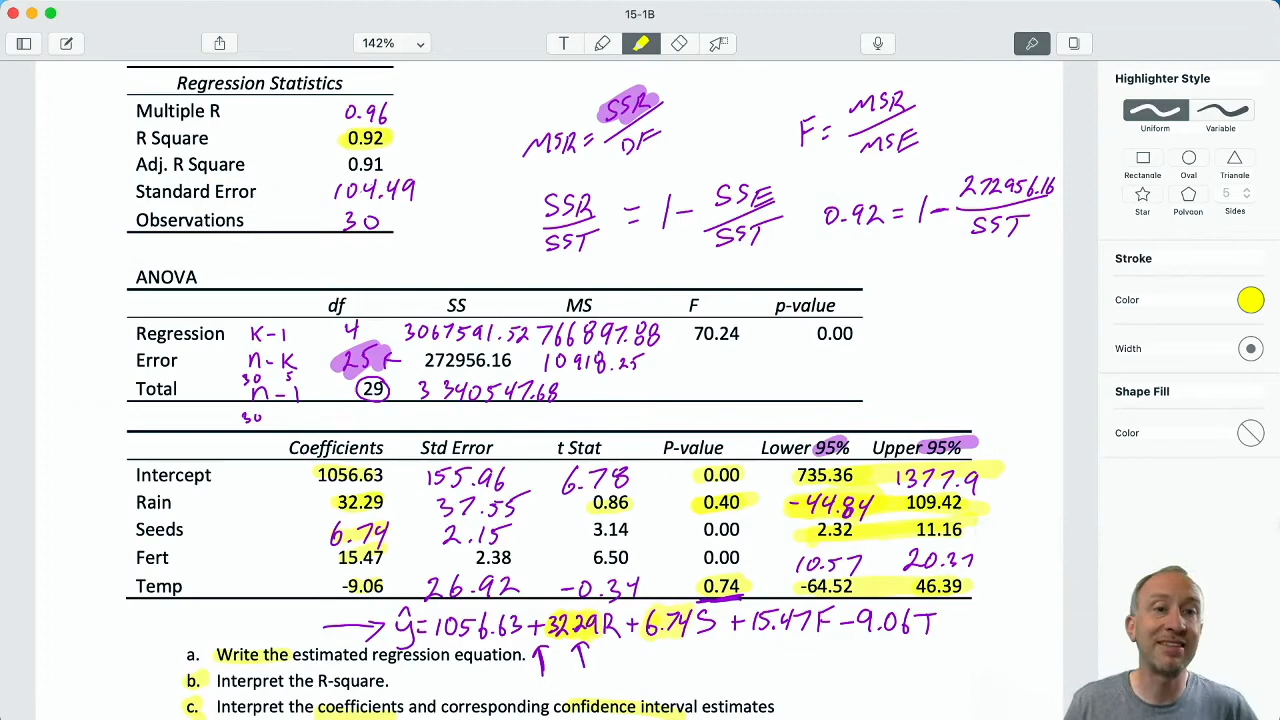 15-1B
142%
T
Highlighter Style
Uniform Variable
Rectangle Oval Triangle
Star Polygon 5 Sides
Stroke
Color
Width
Shape Fill
Color
Regression Statistics
Multiple R 0.96
R Square 0.92
Adj. R Square 0.91
Standard Error 104.49
Observations 30
MSR = SSR/DF
F = MSR/MSE
SSR/SST = 1 - SSE/SST
0.92 = 1 - 272956.16/SST
ANOVA
df SS MS F p-value
Regression K-1 4 3067591.52 766897.88 70.24 0.00
Error n-K 25 272956.16 10918.25
30 5
Total n-1 29 3340547.68
30
Coefficients Std Error t Stat P-value Lower 95% Upper 95%
Intercept 1056.63 155.96 6.78 0.00 735.36 1377.9
Rain 32.29 37.55 0.86 0.40 -44.84 109.42
Seeds 6.74 2.15 3.14 0.00 2.32 11.16
Fert 15.47 2.38 6.50 0.00 10.57 20.37
Temp -9.06 26.92 -0.34 0.74 -64.52 46.39
→ ŷ = 1056.63 + 32.29R + 6.74S + 15.47F - 9.06T
a. Write the estimated regression equation.
b. Interpret the R-square.
c. Interpret the coefficients and corresponding confidence interval estimates